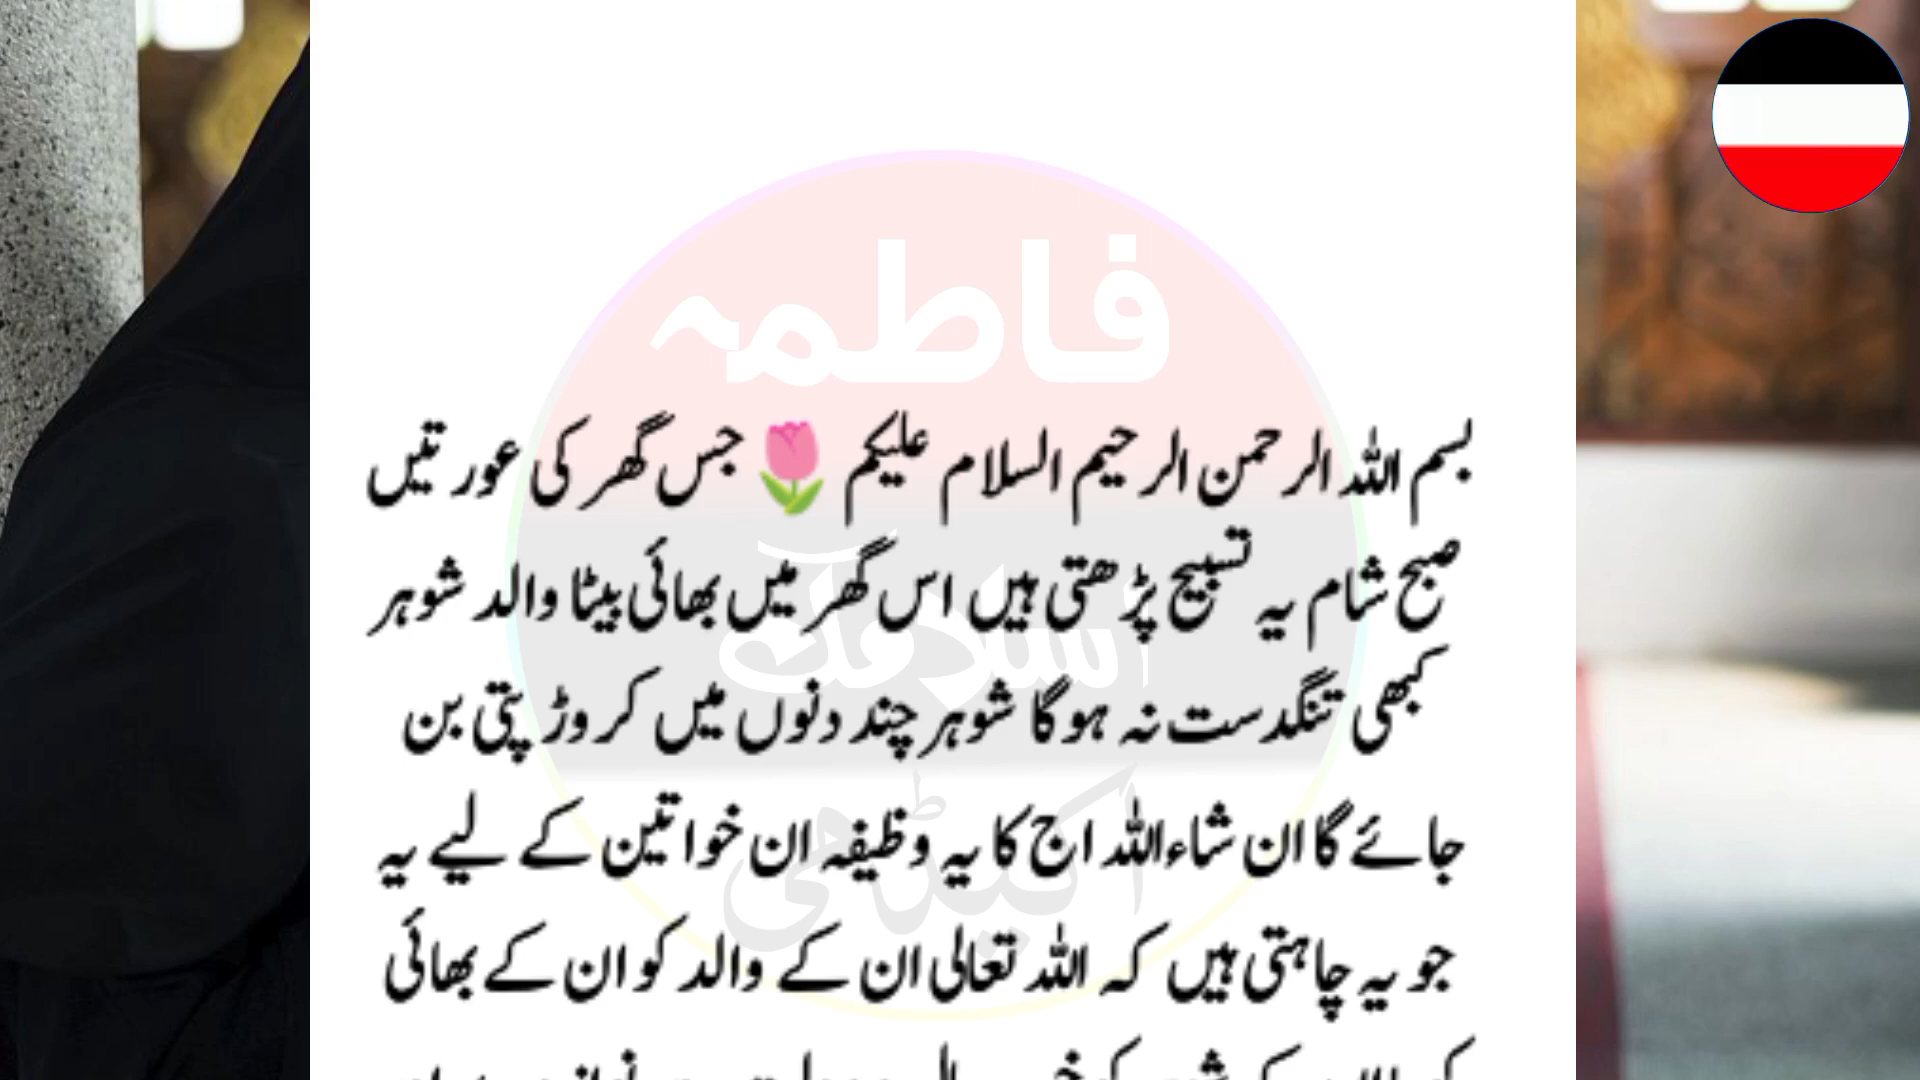 فاطمہ
اسلامک
اکیڈمی
بسم اللہ الرحمن الرحیم السلام علیکم 🌷 جس گھر کی عورتیں
صبح شام یہ تسبیح پڑھتی ہیں اس گھر میں بھائی بیٹا والد شوہر
کبھی تنگدست نہ ہوگا شوہر چند دنوں میں کروڑ پتی بن
جائے گا ان شاءاللہ اج کا یہ وظیفہ ان خواتین کے لیے یہ
جو یہ چاہتی ہیں کہ اللہ تعالی ان کے والد کو ان کے بھائی